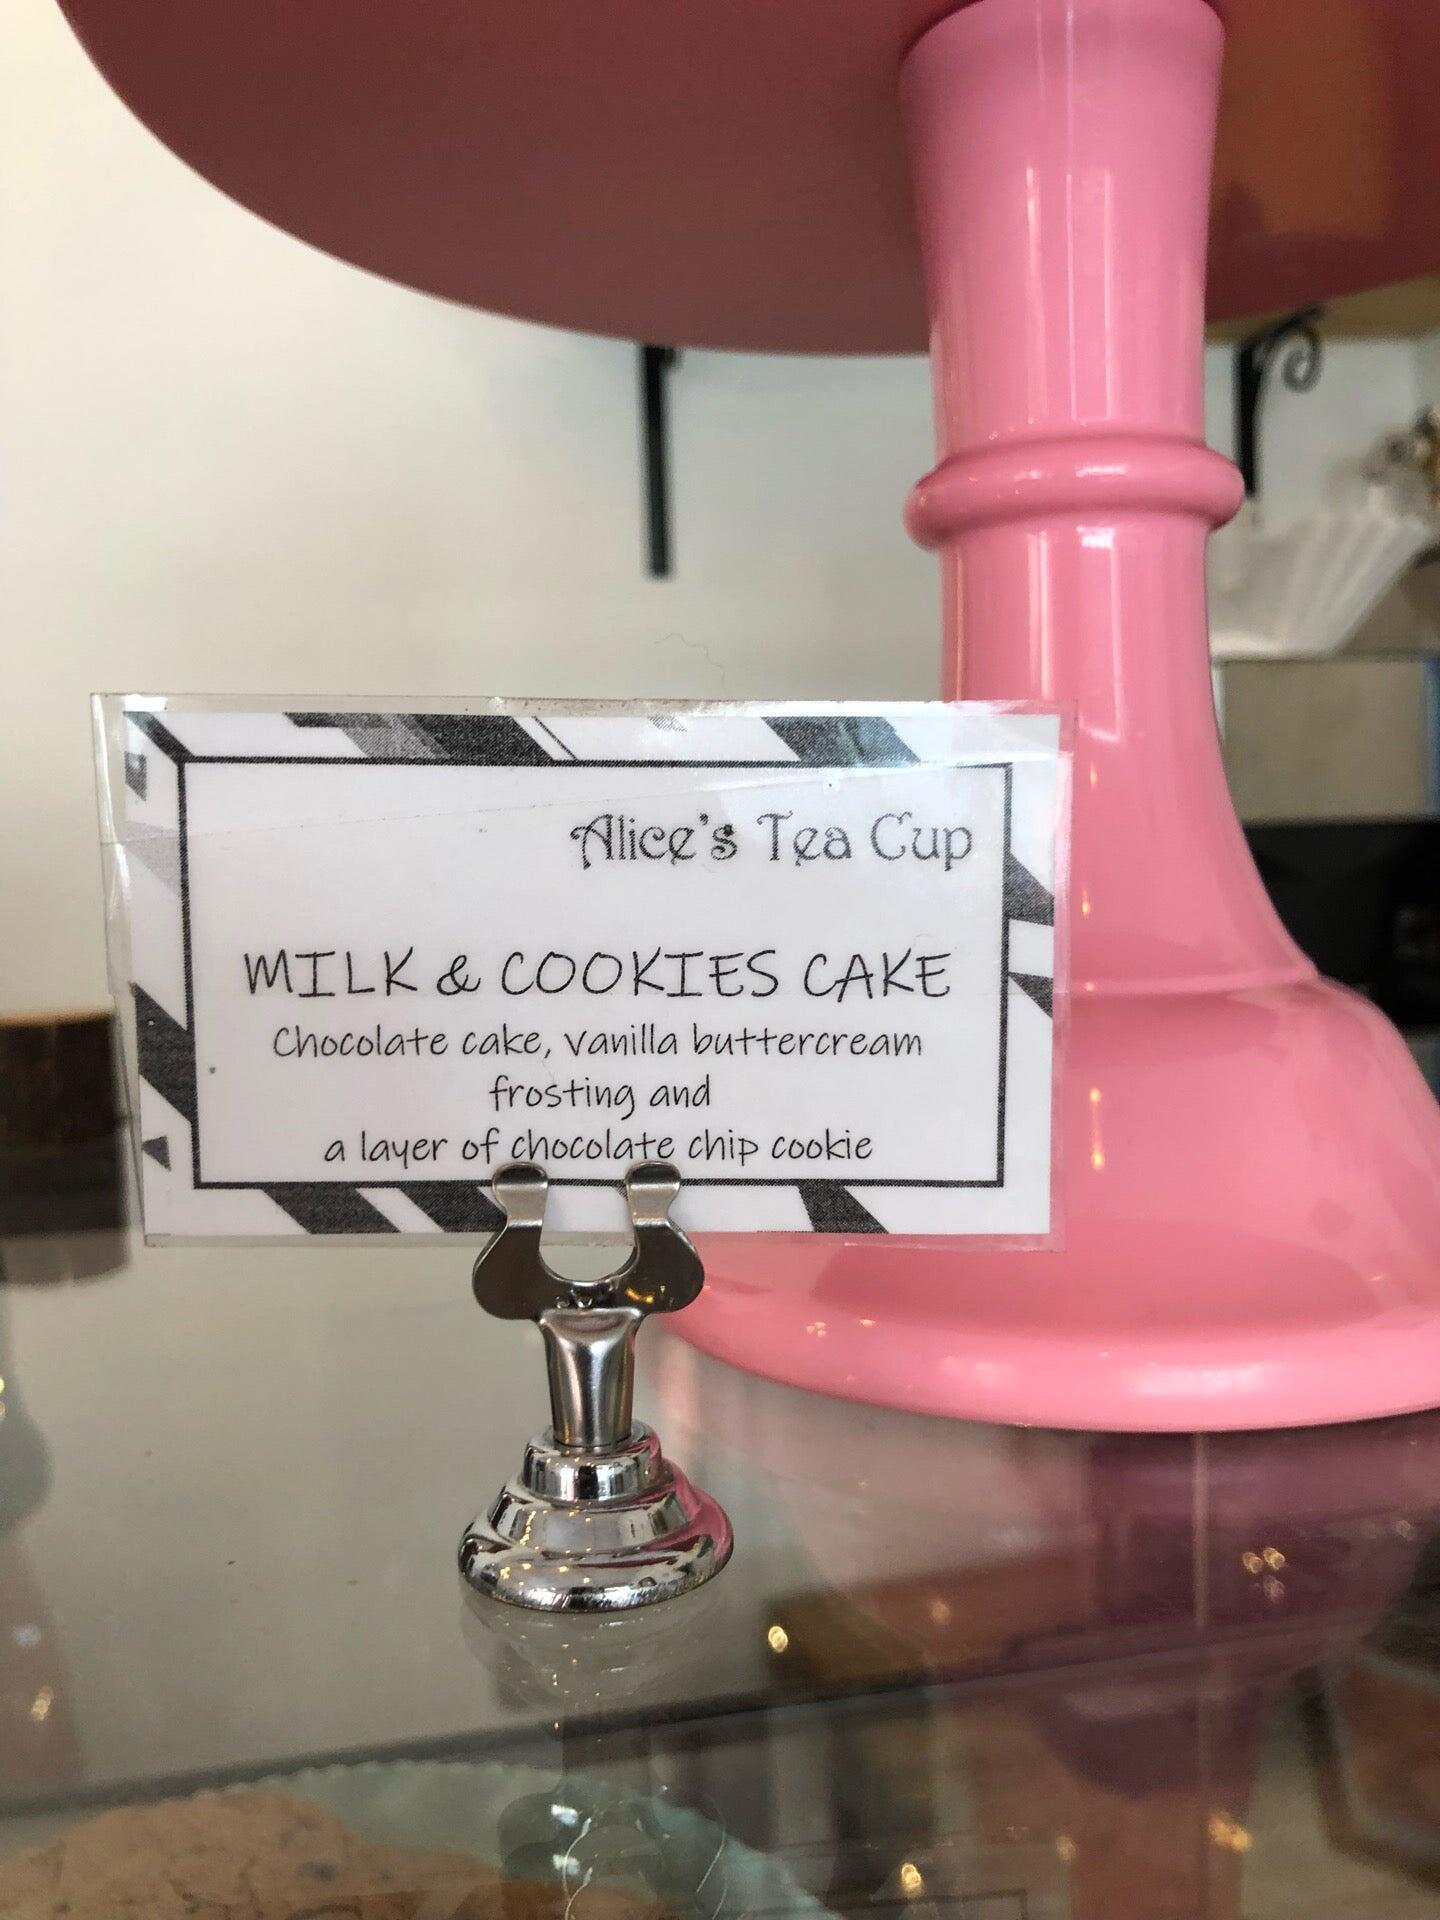 Alice's Tea Cup
MILK & COOKIES CAKE
Chocolate cake, vanilla buttercream
frosting and
a layer of chocolate chip cookie